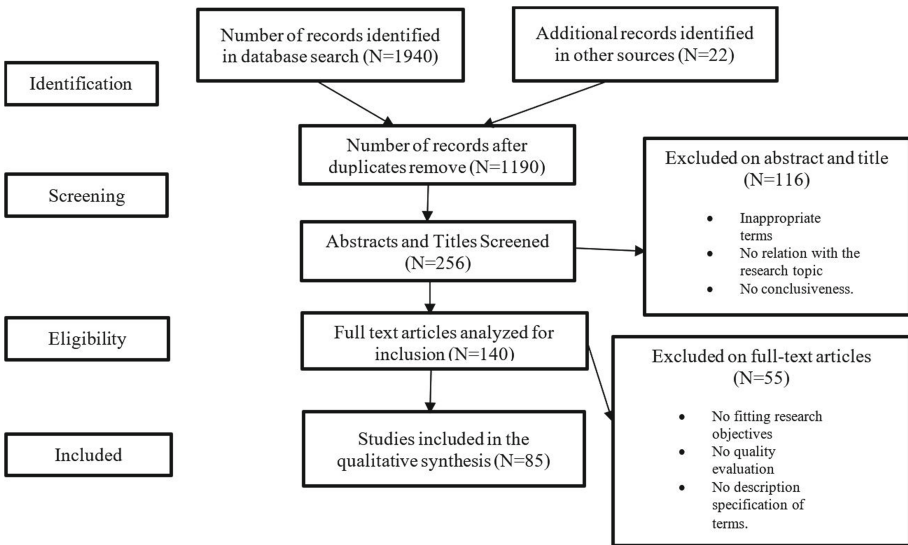 Number of records identified
in database search (N=1940)
Additional records identified
in other sources (N=22)
Identification
Number of records after
duplicates remove (N=1190)
Excluded on abstract and title
(N=116)
• Inappropriate
terms
• No relation with the
research topic
• No conclusiveness.
Screening
Abstracts and Titles Screened
(N=256)
Eligibility
Full text articles analyzed for
inclusion (N=140)
Excluded on full-text articles
(N=55)
• No fitting research
objectives
• No quality
evaluation
• No description
specification of
terms.
Included
Studies included in the
qualitative synthesis (N=85)